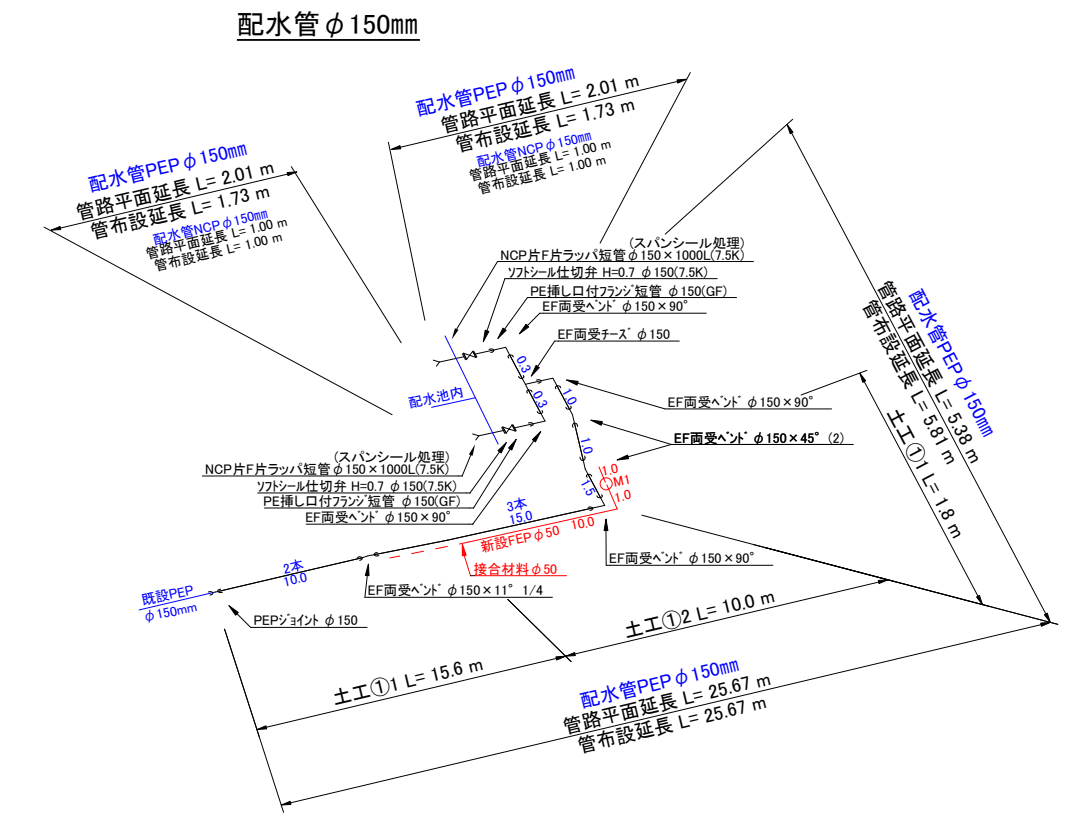 配水管φ150㎜
配水管PEPφ150㎜
管路平面延長 L= 2.01 m
管布設延長 L= 1.73 m
配水管NCPφ150㎜
管路平面延長 L= 1.00 m
管布設延長 L= 1.00 m
配水管PEPφ150㎜
管路平面延長 L= 2.01 m
管布設延長 L= 1.73 m
配水管NCPφ150㎜
管路平面延長 L= 1.00 m
管布設延長 L= 1.00 m
(スパンシール処理)
NCP片F片ラッパ短管φ150×1000L(7.5K)
ソフトシール仕切弁 H=0.7 φ150(7.5K)
PE挿し口付フランジ短管 φ150(GF)
EF両受ベンド φ150×90°
EF両受チーズ φ150
配水管PEPφ150㎜
管路平面延長 L= 5.38 m
管布設延長 L= 5.81 m
土工①1 L= 1.8 m
0.3
0.3
1.0
1.0
1.5
配水池内
EF両受ベンド φ150×90°
EF両受ベンド φ150×45° (2)
(スパンシール処理)
NCP片F片ラッパ短管φ150×1000L(7.5K)
ソフトシール仕切弁 H=0.7 φ150(7.5K)
PE挿し口付フランジ短管 φ150(GF)
EF両受ベンド φ150×90°
1.0
M1
1.0
3本
15.0
10.0
新設FEPφ50
接合材料φ50
EF両受ベンド φ150×90°
2本
10.0
EF両受ベンド φ150×11° 1/4
既設PEP
φ150㎜
PEPジョイント φ150
土工①2 L= 10.0 m
土工①1 L= 15.6 m
配水管PEPφ150㎜
管路平面延長 L= 25.67 m
管布設延長 L= 25.67 m